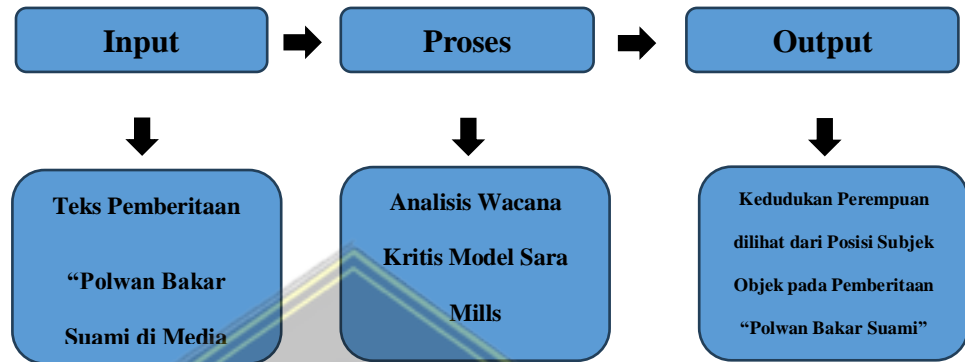 Input
Proses
Output
Teks Pemberitaan
“Polwan Bakar
Suami di Media
Analisis Wacana
Kritis Model Sara
Mills
Kedudukan Perempuan
dilihat dari Posisi Subjek
Objek pada Pemberitaan
“Polwan Bakar Suami”